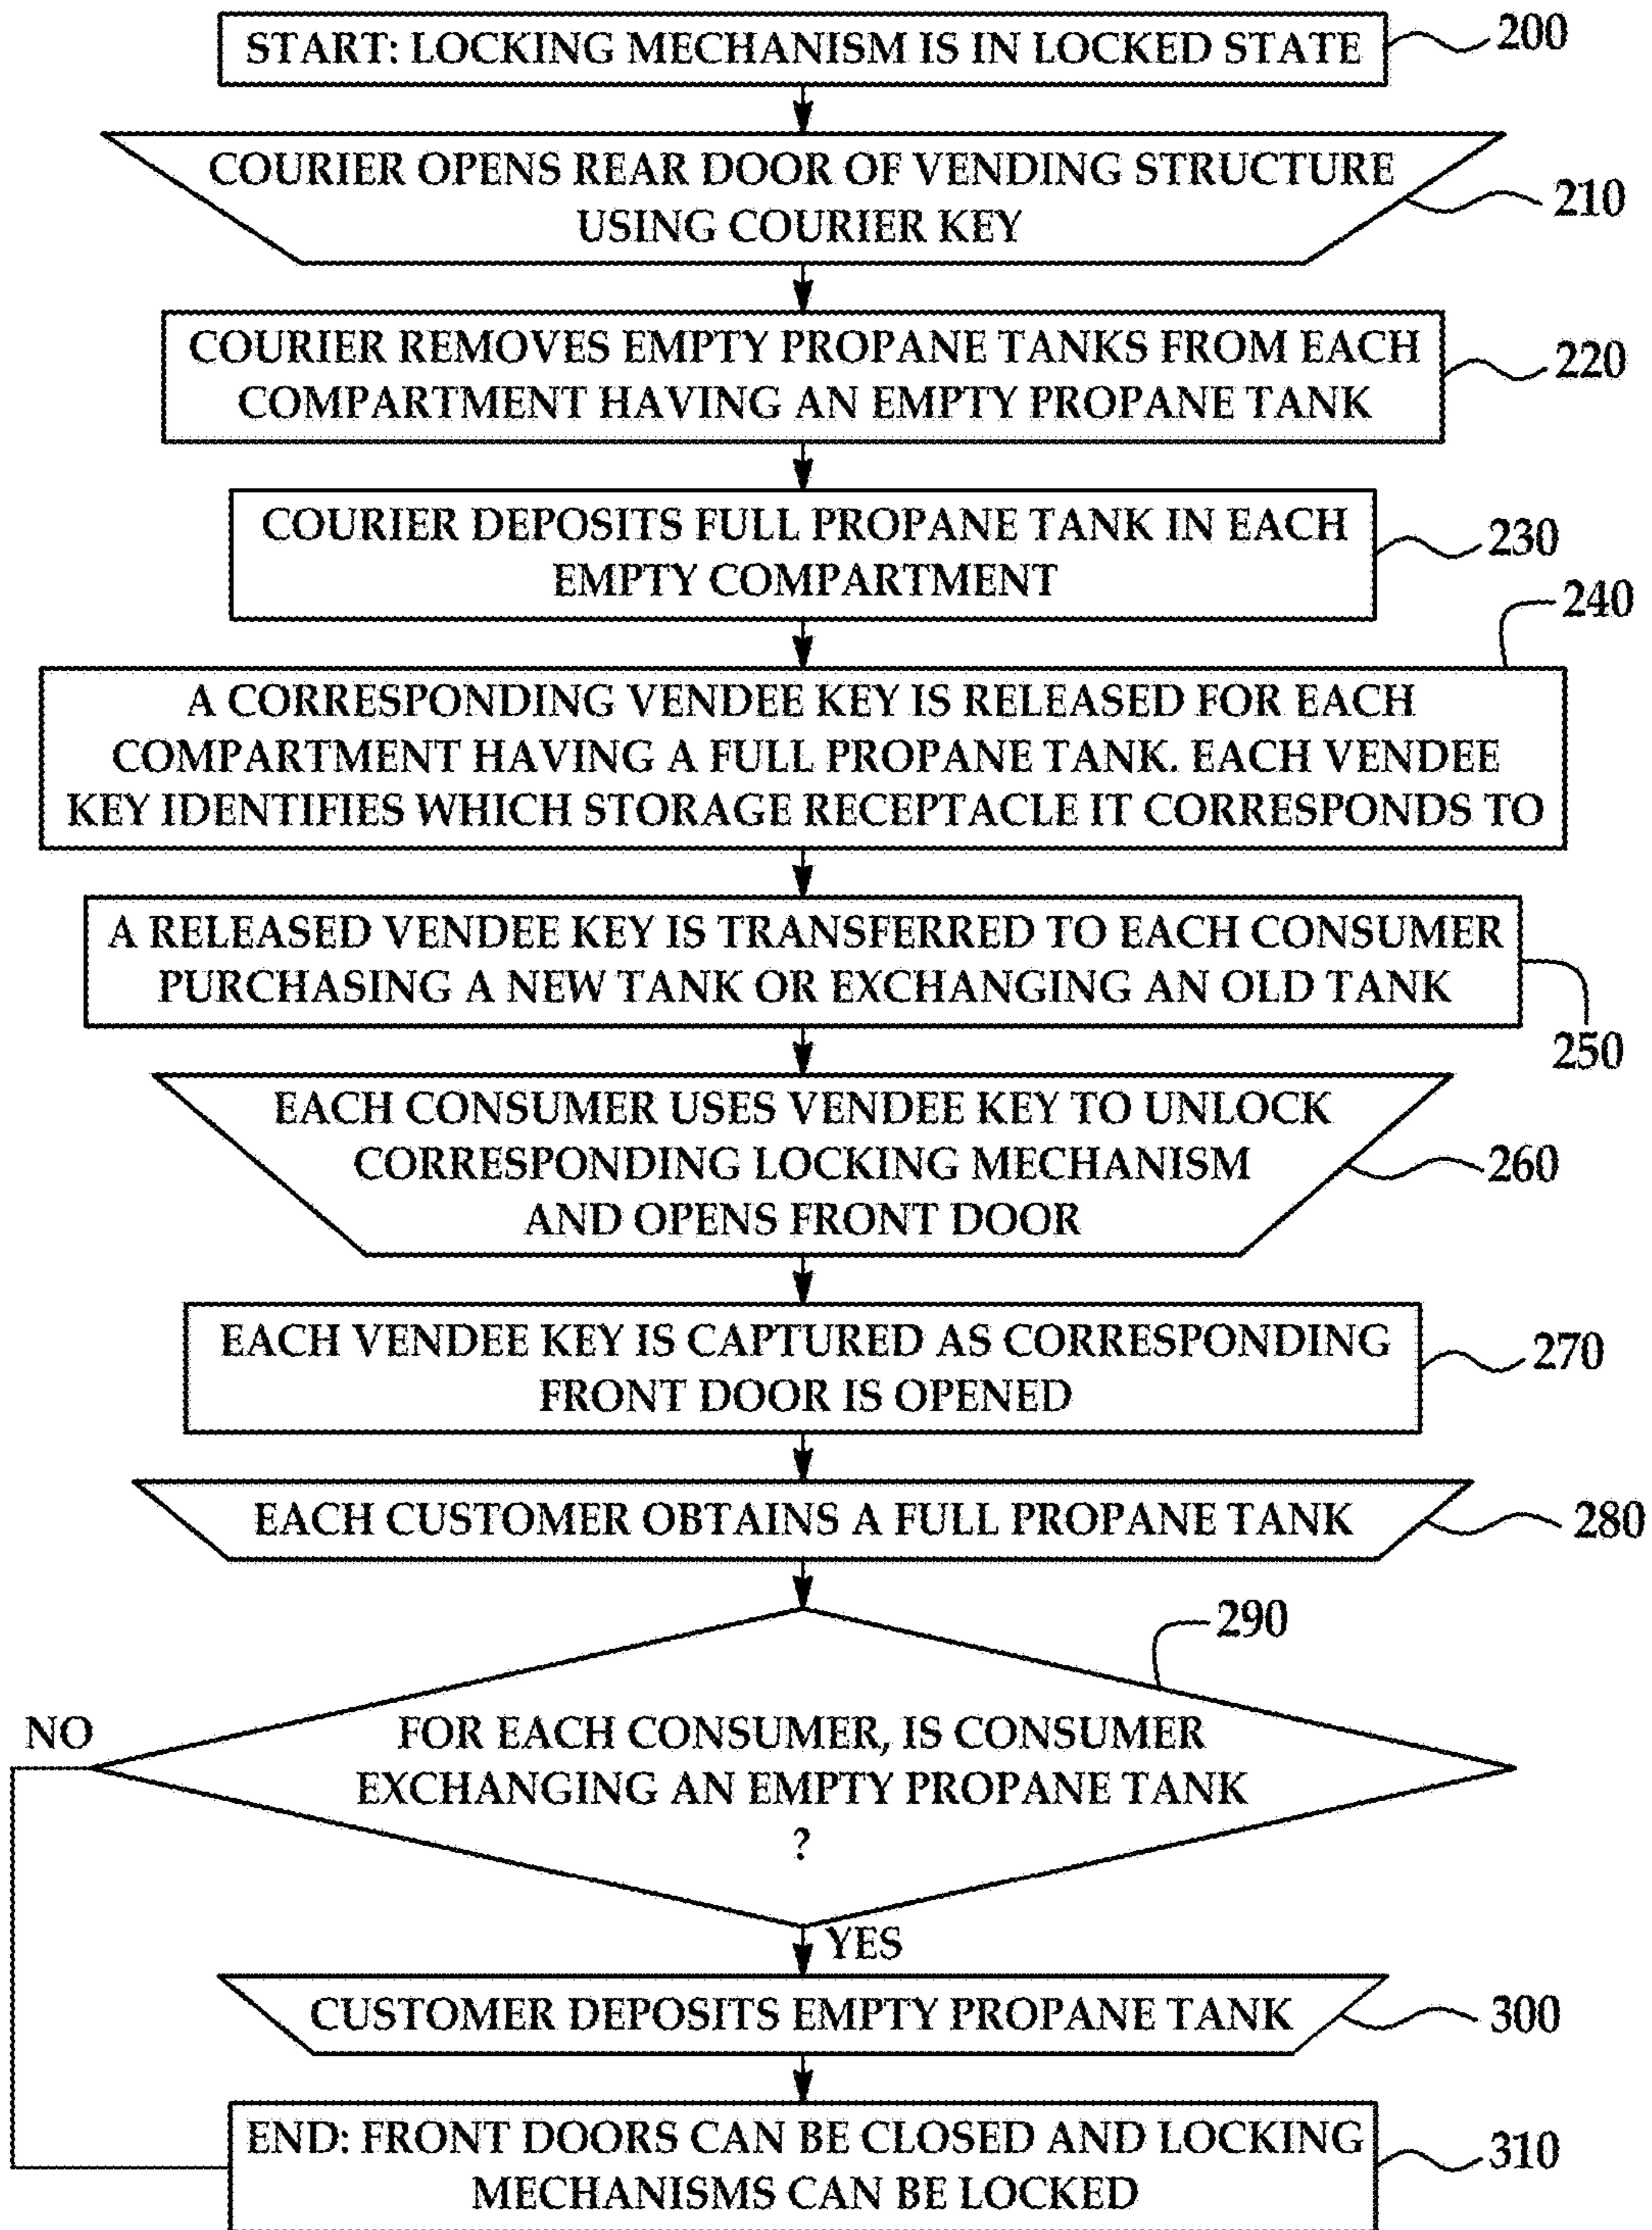 START: LOCKING MECHANISM IS IN LOCKED STATE
200
COURIER OPENS REAR DOOR OF VENDING STRUCTURE
USING COURIER KEY
210
COURIER REMOVES EMPTY PROPANE TANKS FROM EACH
COMPARTMENT HAVING AN EMPTY PROPANE TANK
220
COURIER DEPOSITS FULL PROPANE TANK IN EACH
EMPTY COMPARTMENT
230
240
A CORRESPONDING VENDEE KEY IS RELEASED FOR EACH
COMPARTMENT HAVING A FULL PROPANE TANK. EACH VENDEE
KEY IDENTIFIES WHICH STORAGE RECEPTACLE IT CORRESPONDS TO
A RELEASED VENDEE KEY IS TRANSFERRED TO EACH CONSUMER
PURCHASING A NEW TANK OR EXCHANGING AN OLD TANK
250
EACH CONSUMER USES VENDEE KEY TO UNLOCK
CORRESPONDING LOCKING MECHANISM
AND OPENS FRONT DOOR
260
EACH VENDEE KEY IS CAPTURED AS CORRESPONDING
FRONT DOOR IS OPENED
270
EACH CUSTOMER OBTAINS A FULL PROPANE TANK
280
290
NO
FOR EACH CONSUMER, IS CONSUMER
EXCHANGING AN EMPTY PROPANE TANK
?
YES
CUSTOMER DEPOSITS EMPTY PROPANE TANK
300
END: FRONT DOORS CAN BE CLOSED AND LOCKING
MECHANISMS CAN BE LOCKED
310